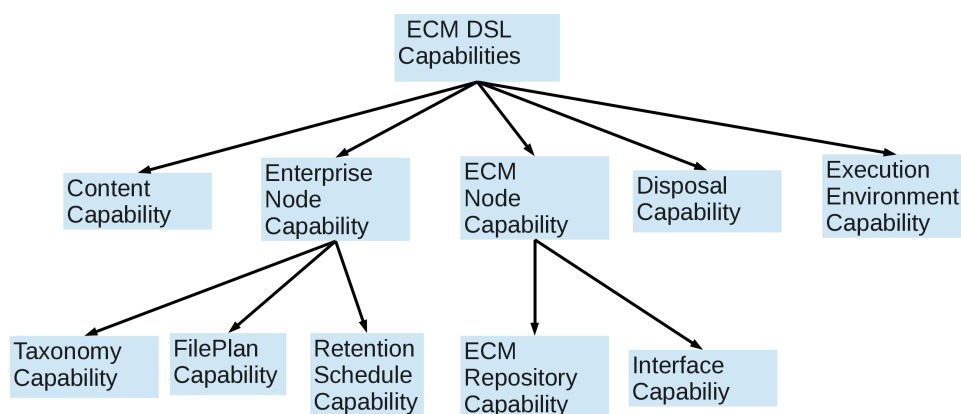 ECM DSL
Capabilities
Content
Capability
Enterprise
Node
Capability
ECM
Node
Capability
Disposal
Capability
Execution
Environment
Capability
Taxonomy
Capability
FilePlan
Capability
Retention
Schedule
Capability
ECM
Repository
Capability
Interface
Capabiliy